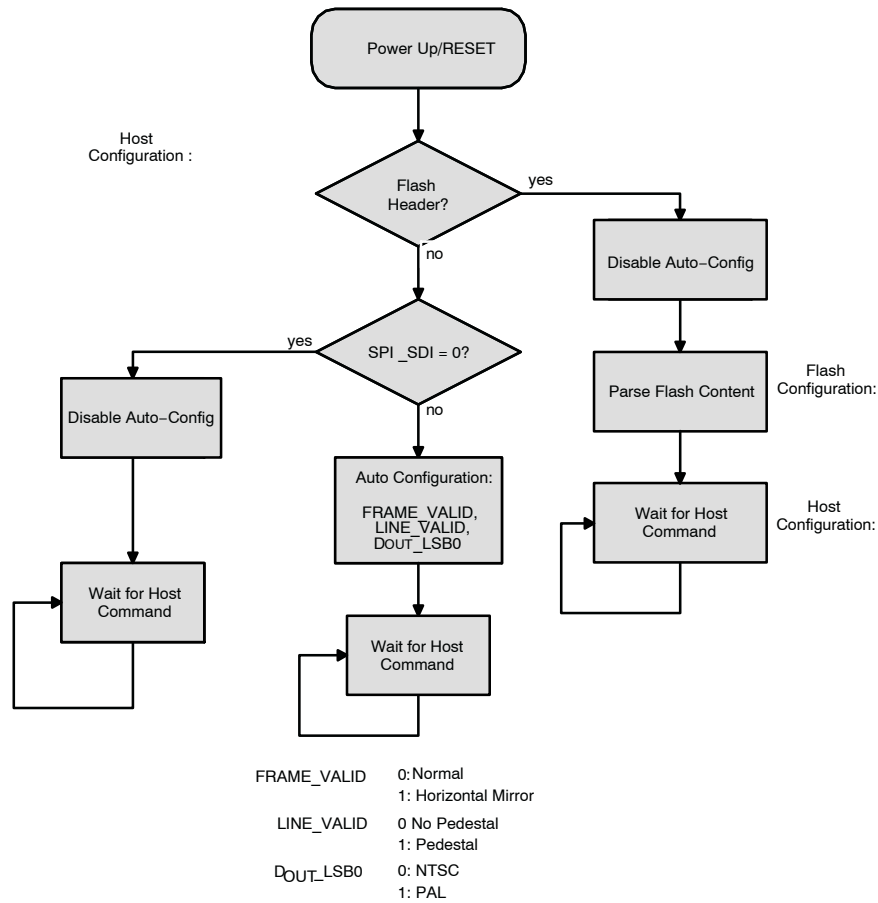 Power Up/RESET
Host
Configuration :
Flash
Header?
yes
no
Disable Auto−Config
SPI _SDI = 0?
yes
no
Parse Flash Content
Flash
Configuration:
Disable Auto−Config
Auto Configuration:
FRAME_VALID,
LINE_VALID,
DOUT_LSB0
Wait for Host
Command
Host
Configuration:
Wait for Host
Command
Wait for Host
Command
FRAME_VALID 0: Normal
1: Horizontal Mirror
LINE_VALID 0 No Pedestal
1: Pedestal
DOUT_LSB0 0: NTSC
1: PAL